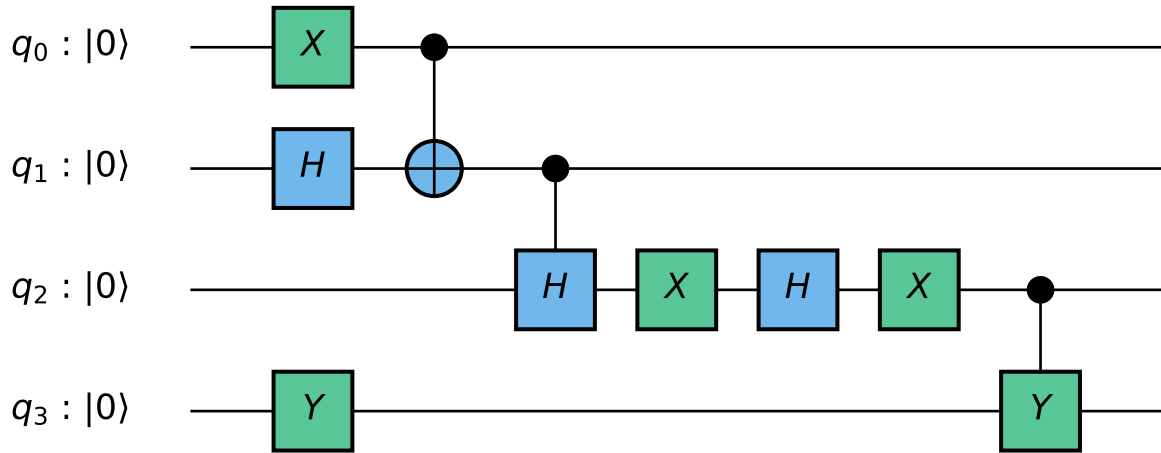 q₀ : |0⟩ X
q₁ : |0⟩ H
q₂ : |0⟩ H X H X
q₃ : |0⟩ Y Y